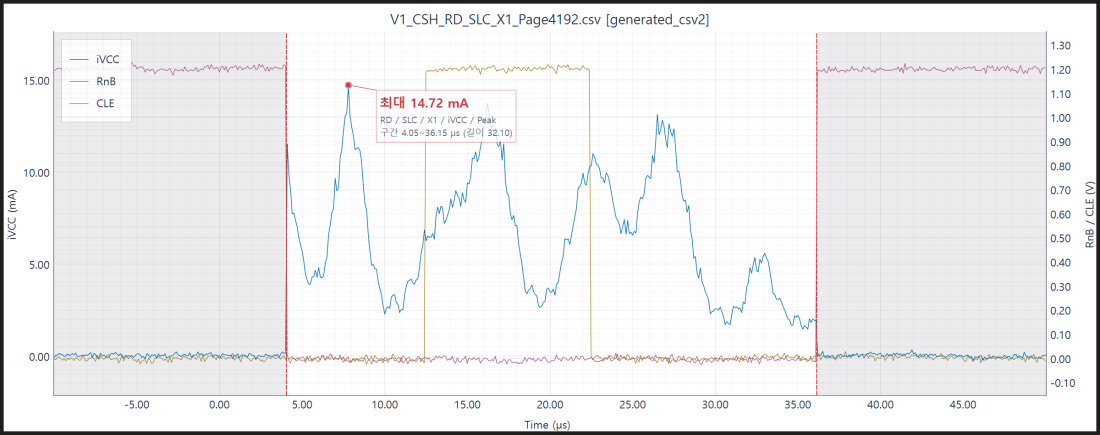 V1_CSH_RD_SLC_X1_Page4192.csv [generated_csv2]
iVCC
RnB
CLE
최대 14.72 mA
RD / SLC / X1 / iVCC / Peak
구간 4.05~36.15 µs (길이 32.10)
15.00
10.00
5.00
0.00
iVCC (mA)
1.30
1.20
1.10
1.00
0.90
0.80
0.70
0.60
0.50
0.40
0.30
0.20
0.10
0.00
-0.10
RnB / CLE (V)
-5.00 0.00 5.00 10.00 15.00 20.00 25.00 30.00 35.00 40.00 45.00
Time (µs)